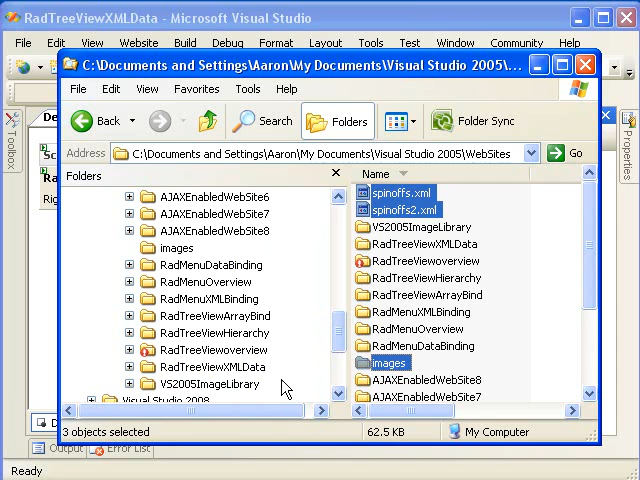 RadTreeViewXMLData - Microsoft Visual Studio
File Edit View Website Build Debug Format Layout Tools Test Window Community Help
C:\Documents and Settings\Aaron\My Documents\Visual Studio 2005\...
File Edit View Favorites Tools Help
Back Search Folders Folder Sync
Address C:\Documents and Settings\Aaron\My Documents\Visual Studio 2005\WebSites Go
Folders
AJAXEnabledWebSite6
AJAXEnabledWebSite7
AJAXEnabledWebSite8
images
RadMenuDataBinding
RadMenuOverview
RadMenuXMLBinding
RadTreeViewArrayBind
RadTreeViewHierarchy
RadTreeViewoverview
RadTreeViewXMLData
VS2005ImageLibrary
Visual Studio 2008
Name
spinoffs.xml
spinoffs2.xml
VS2005ImageLibrary
RadTreeViewXMLData
RadTreeViewoverview
RadTreeViewHierarchy
RadTreeViewArrayBind
RadMenuXMLBinding
RadMenuOverview
RadMenuDataBinding
images
AJAXEnabledWebSite8
AJAXEnabledWebSite7
3 objects selected 62.5 KB My Computer
Toolbox
Properties
Output Error List
Ready